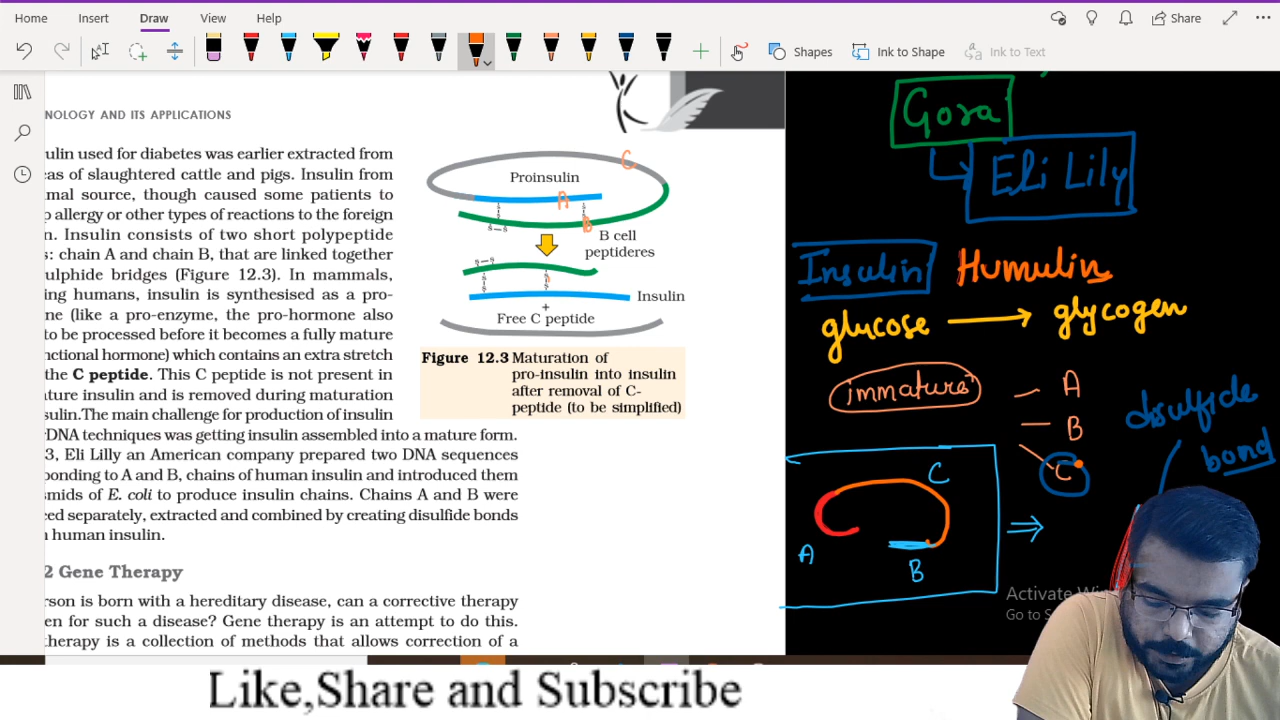 Home Insert Draw View Help Share
Shapes Ink to Shape Ink to Text
NOLOGY AND ITS APPLICATIONS
ulin used for diabetes was earlier extracted from
eas of slaughtered cattle and pigs. Insulin from
mal source, though caused some patients to
p allergy or other types of reactions to the foreign
n. Insulin consists of two short polypeptide
s: chain A and chain B, that are linked together
sulphide bridges (Figure 12.3). In mammals,
ing humans, insulin is synthesised as a pro-
ne (like a pro-enzyme, the pro-hormone also
to be processed before it becomes a fully mature
nctional hormone) which contains an extra stretch
the C peptide. This C peptide is not present in
ture insulin and is removed during maturation
sulin.The main challenge for production of insulin
rDNA techniques was getting insulin assembled into a mature form.
3, Eli Lilly an American company prepared two DNA sequences
ponding to A and B, chains of human insulin and introduced them
smids of E. coli to produce insulin chains. Chains A and B were
ced separately, extracted and combined by creating disulfide bonds
n human insulin.
2 Gene Therapy
rson is born with a hereditary disease, can a corrective therapy
en for such a disease? Gene therapy is an attempt to do this.
therapy is a collection of methods that allows correction of a
C
Proinsulin
A
S-S
S-S
B
S-S
B cell
peptideres
S-S
S-S
S-S
Insulin
+
Free C peptide
Figure 12.3 Maturation of
pro-insulin into insulin
after removal of C-
peptide (to be simplified)
Gora
Eli Lily
Insulin Humulin
glucose → glycogen
immature
A
B
C
disulfide
bond
C
A
B
⇒
Like,Share and Subscribe